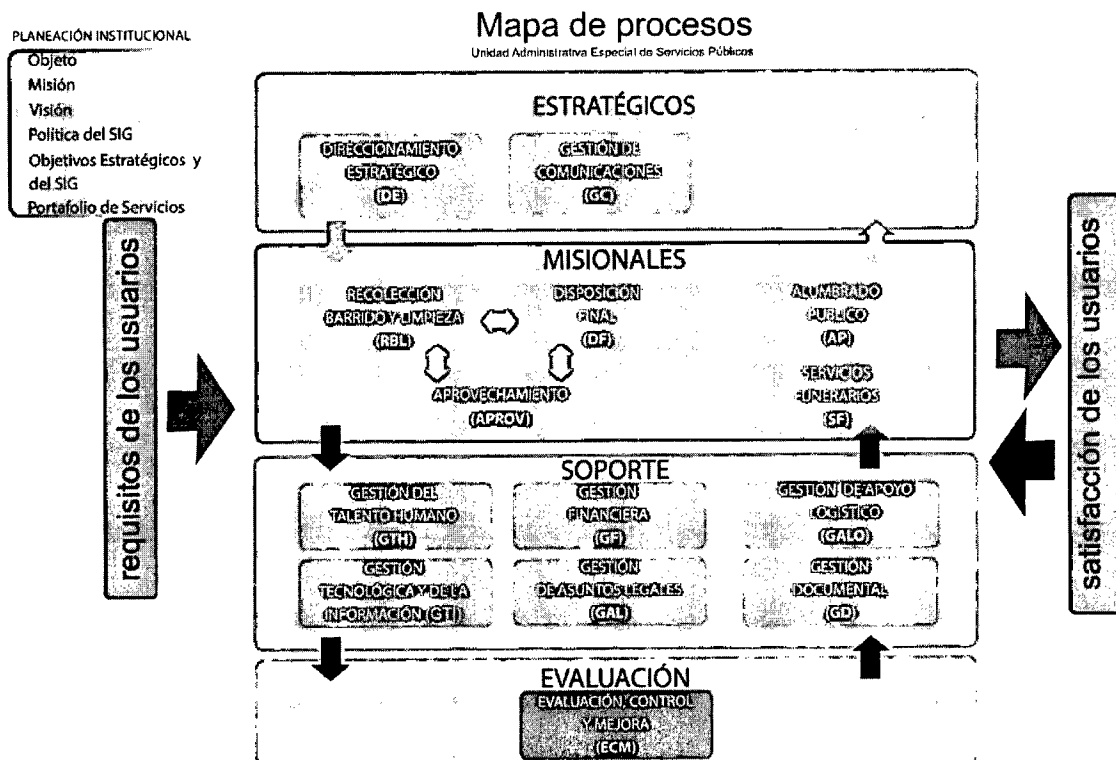 Mapa de procesos
Unidad Administrativa Especial de Servicios Públicos
PLANEACIÓN INSTITUCIONAL
Objeto
Misión
Visión
Política del SIG
Objetivos Estratégicos y
del SIG
Portafolio de Servicios
requisitos de los usuarios
ESTRATÉGICOS
DIRECCIONAMIENTO
ESTRATÉGICO
(DE)
GESTIÓN DE
COMUNICACIONES
(GC)
MISIONALES
RECOLECCIÓN
BARRIDO Y LIMPIEZA
(RBL)
DISPOSICIÓN
FINAL
(DF)
APROVECHAMIENTO
(APROV)
ALUMBRADO
PÚBLICO
(AP)
SERVICIOS
FUNERARIOS
(SF)
SOPORTE
GESTIÓN DEL
TALENTO HUMANO
(GTH)
GESTIÓN
FINANCIERA
(GF)
GESTIÓN DE APOYO
LOGÍSTICO
(GALO)
GESTIÓN
TECNOLÓGICA Y DE LA
INFORMACIÓN (GTI)
GESTIÓN
DE ASUNTOS LEGALES
(GAL)
GESTIÓN
DOCUMENTAL
(GD)
EVALUACIÓN
EVALUACIÓN, CONTROL
Y MEJORA
(ECM)
satisfacción de los usuarios